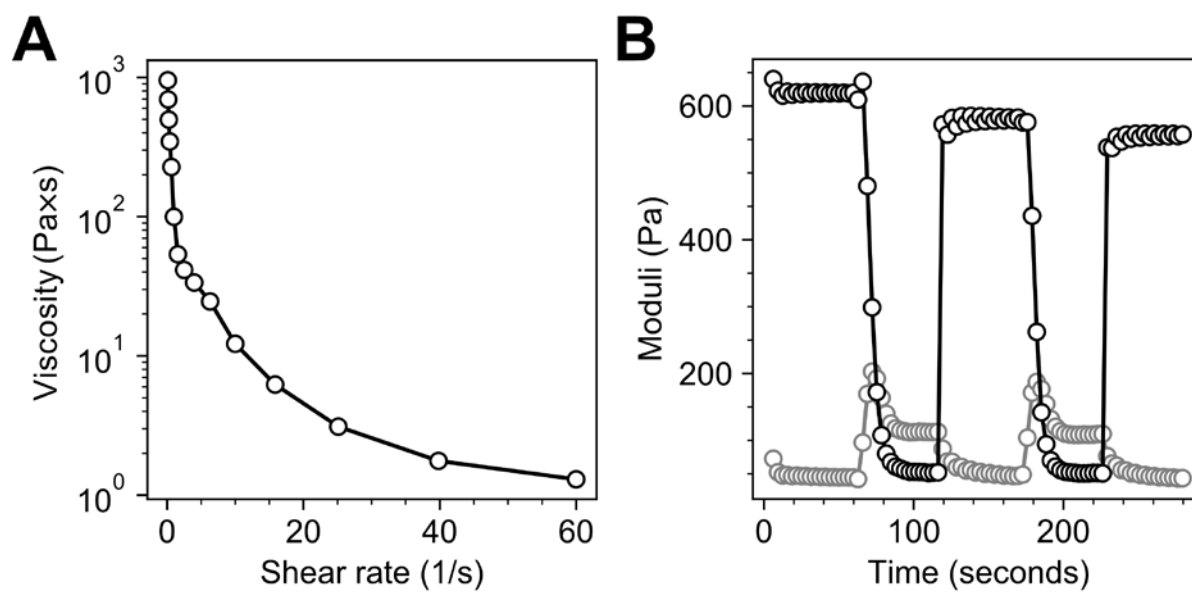 A
B
Viscosity (Pa×s)
10³
10²
10¹
10⁰
0 20 40 60
Shear rate (1/s)
Moduli (Pa)
600
400
200
0 100 200
Time (seconds)